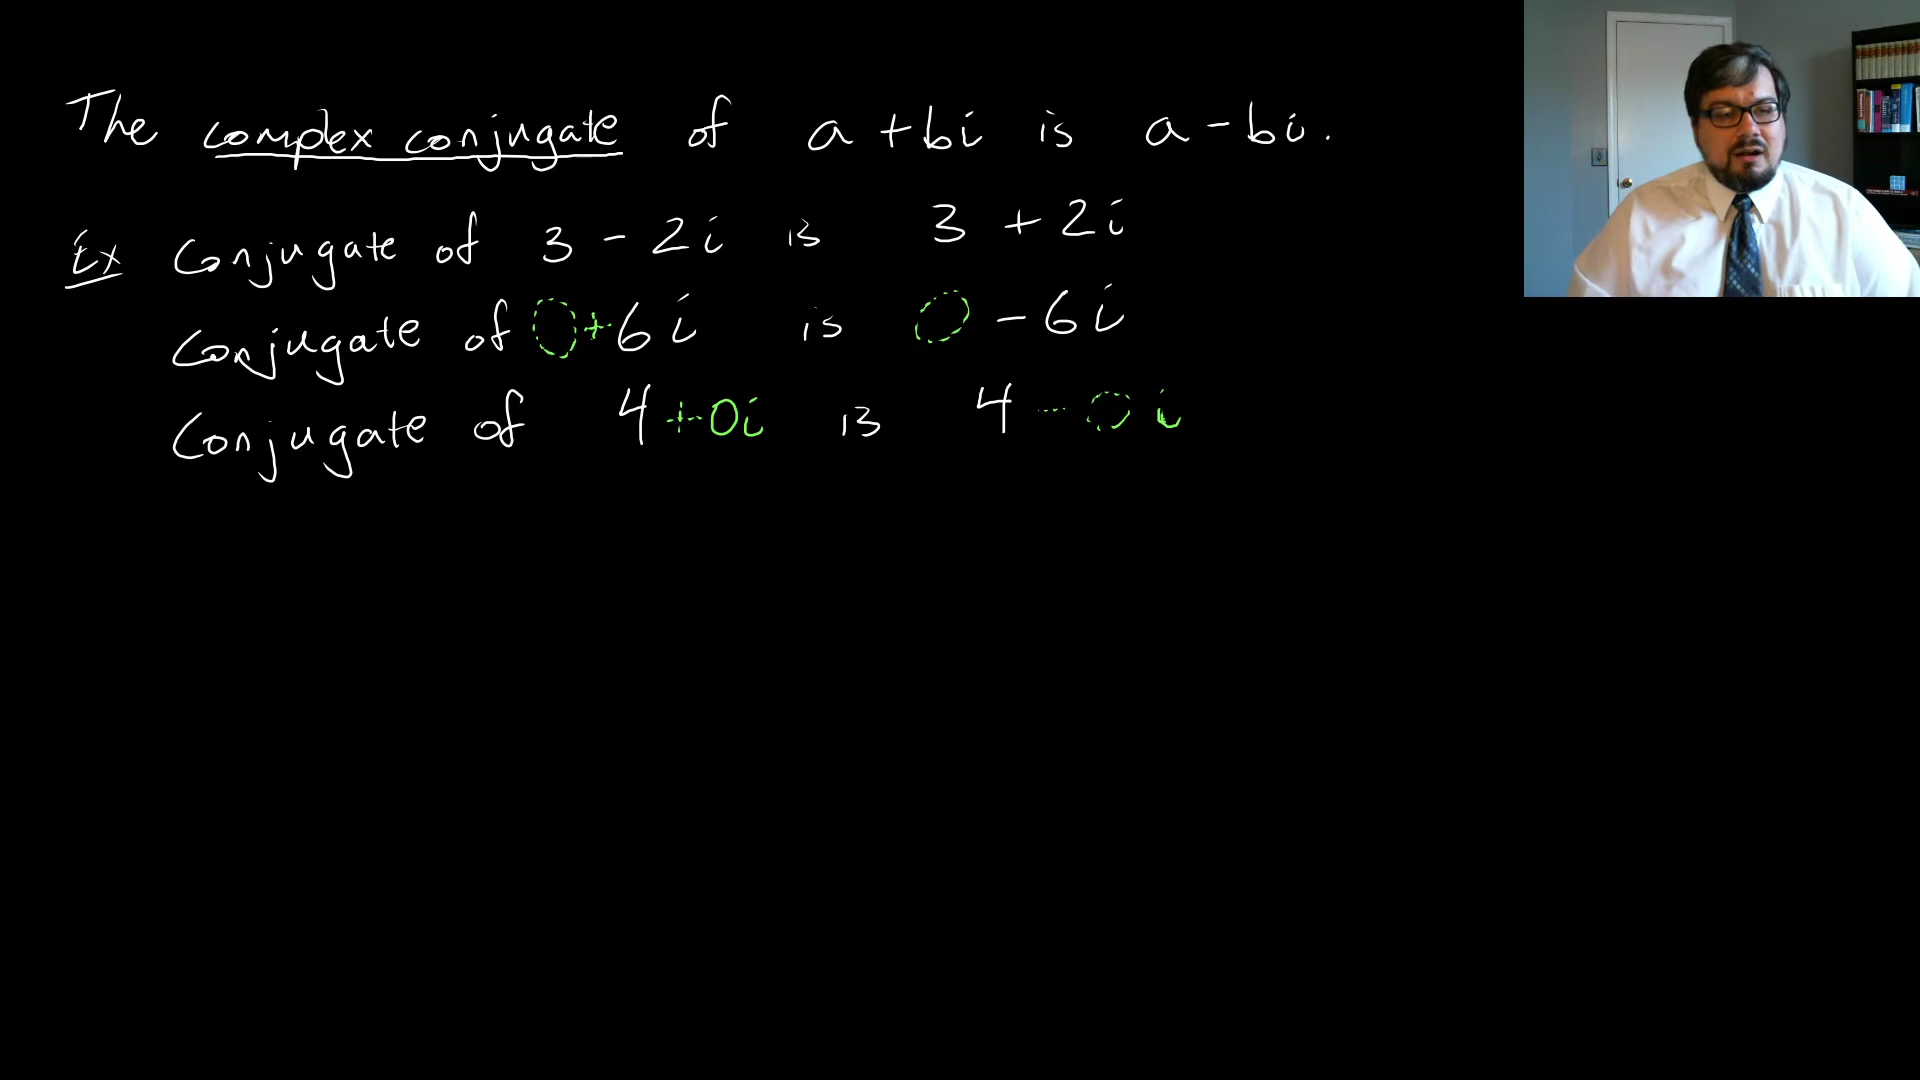 The complex conjugate of a + bi is a - bi.
Ex Conjugate of 3 - 2i is 3 + 2i
Conjugate of 0 + 6i is 0 - 6i
Conjugate of 4 + 0i is 4 - 0i